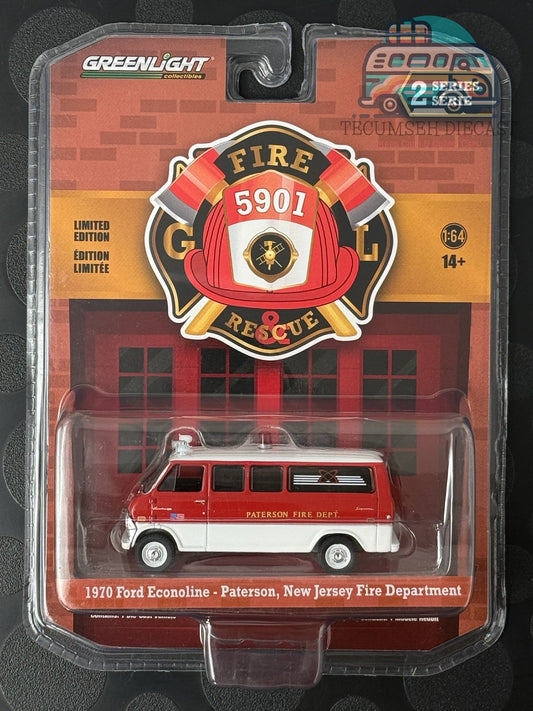 GREENLIGHT
collectibles
2 SERIES
SÉRIE
TECUMSEH DIECAST
FIRE
5901
LIMITED
EDITION
ÉDITION
LIMITÉE
G L
1:64
14+
&
RESCUE
PATERSON FIRE DEPT.
1970 Ford Econoline - Paterson, New Jersey Fire Department